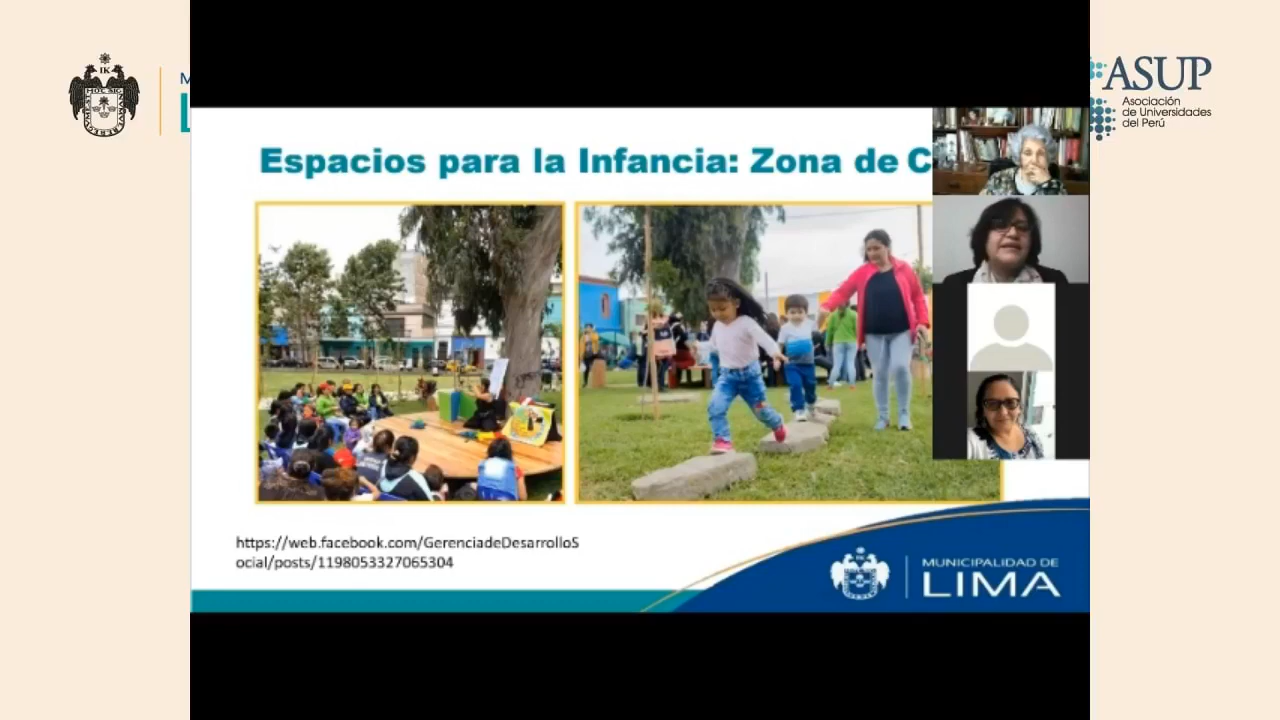 ASUP
Asociación
de Universidades
del Perú
Espacios para la Infancia: Zona de C
https://web.facebook.com/GerenciadeDesarrolloS
ocial/posts/1198053327065304
MUNICIPALIDAD DE
LIMA